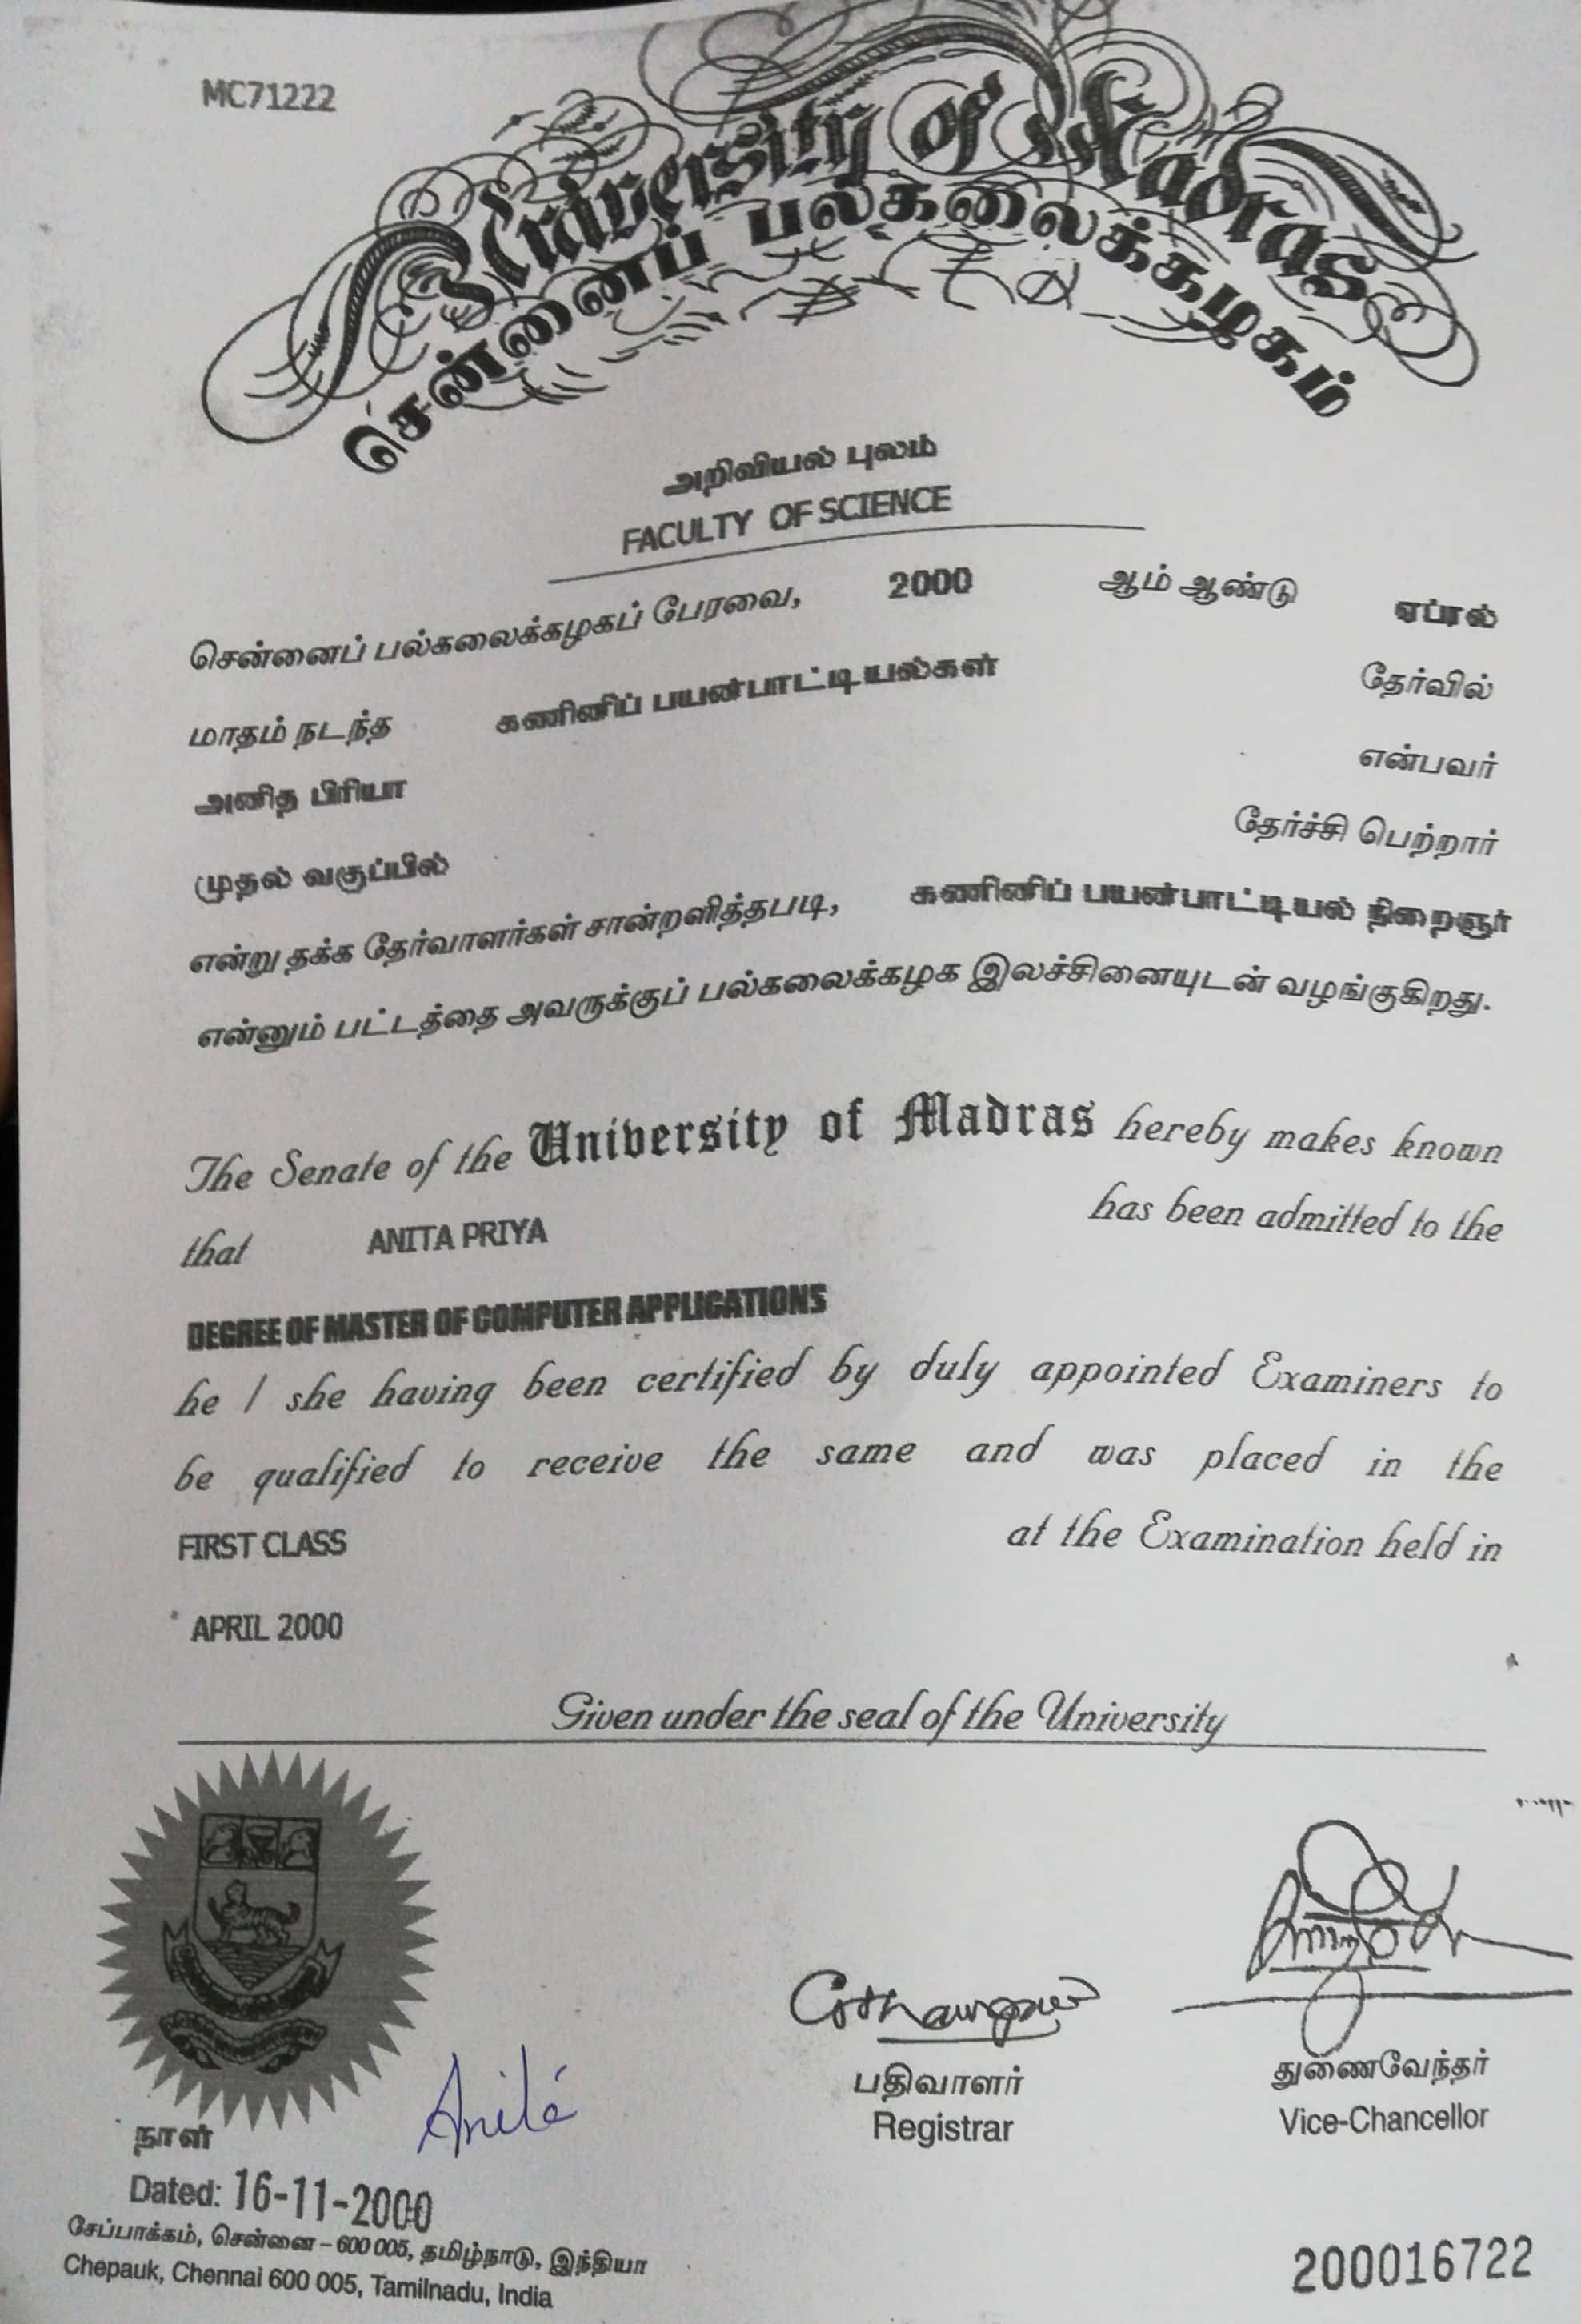 MC71222
University of Madras
சென்னைப் பல்கலைக்கழகம்
அறிவியல் புலம்
FACULTY OF SCIENCE
சென்னைப் பல்கலைக்கழகப் பேரவை, 2000 ஆம் ஆண்டு ஏப்ரல்
மாதம் நடந்த கணினிப் பயன்பாட்டியல்கள் தேர்வில்
அனித பிரியா என்பவர்
முதல் வகுப்பில் தேர்ச்சி பெற்றார்
என்று தக்க தேர்வாளர்கள் சான்றளித்தபடி, கணினிப் பயன்பாட்டியல் நிறைஞர்
என்னும் பட்டத்தை அவருக்குப் பல்கலைக்கழக இலச்சினையுடன் வழங்குகிறது.
The Senate of the University of Madras hereby makes known
that ANITA PRIYA has been admitted to the
DEGREE OF MASTER OF COMPUTER APPLICATIONS
he / she having been certified by duly appointed Examiners to
be qualified to receive the same and was placed in the
FIRST CLASS at the Examination held in
APRIL 2000
Given under the seal of the University
பதிவாளர்
Registrar
துணைவேந்தர்
Vice-Chancellor
நாள்
Dated: 16-11-2000
சேப்பாக்கம், சென்னை – 600 005, தமிழ்நாடு, இந்தியா
Chepauk, Chennai 600 005, Tamilnadu, India
200016722